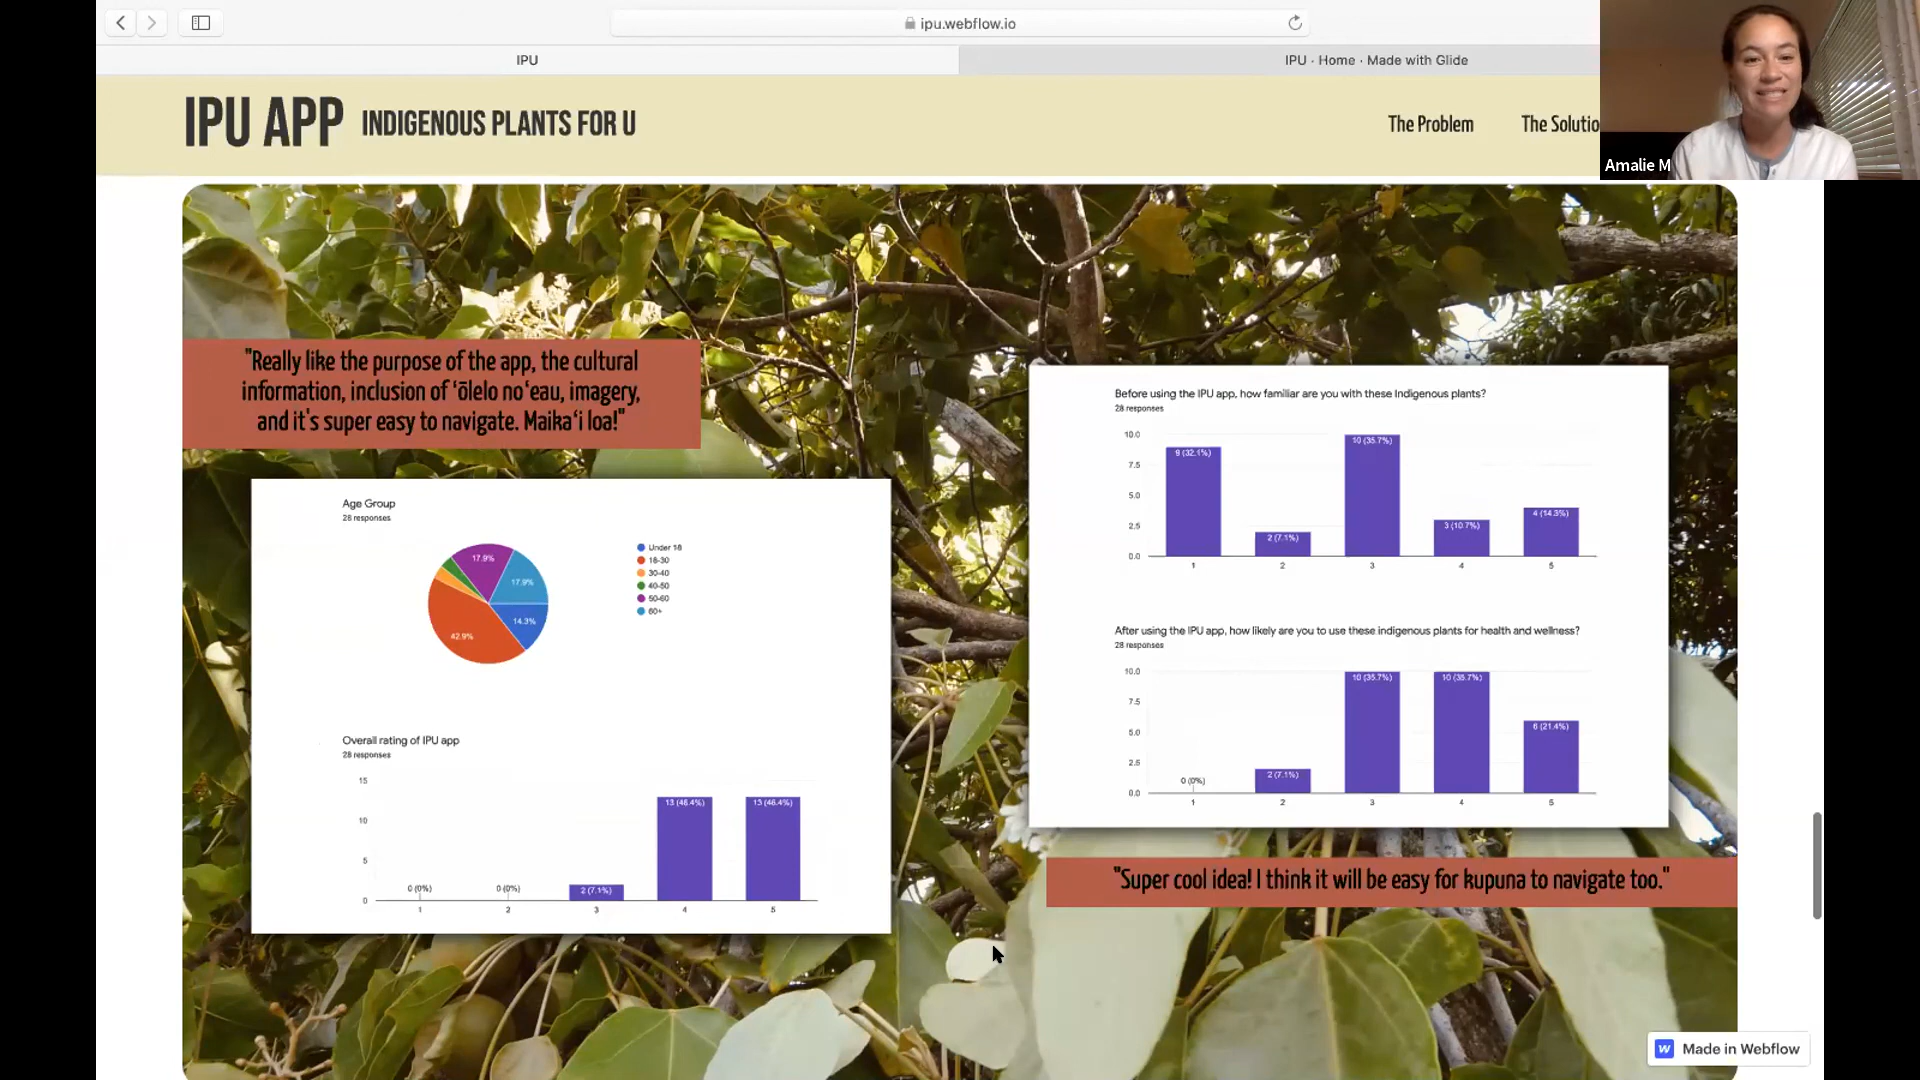 ipu.webflow.io
IPU
IPU · Home · Made with Glide
IPU APP INDIGENOUS PLANTS FOR U
The Problem
The Solutio
Amalie M
"Really like the purpose of the app, the cultural
information, inclusion of ʻōlelo noʻeau, imagery,
and it's super easy to navigate. Maikaʻi loa!"
Age Group
28 responses
17.9%
17.9%
14.3%
42.9%
Under 18
18-30
30-40
40-50
50-60
60+
Overall rating of IPU app
28 responses
15
10
5
0
0 (0%)
0 (0%)
2 (7.1%)
13 (46.4%)
13 (46.4%)
1
2
3
4
5
Before using the IPU app, how familiar are you with these Indigenous plants?
28 responses
10.0
7.5
5.0
2.5
0.0
9 (32.1%)
2 (7.1%)
10 (35.7%)
3 (10.7%)
4 (14.3%)
1
2
3
4
5
After using the IPU app, how likely are you to use these indigenous plants for health and wellness?
28 responses
10.0
7.5
5.0
2.5
0.0
0 (0%)
2 (7.1%)
10 (35.7%)
10 (35.7%)
6 (21.4%)
1
2
3
4
5
"Super cool idea! I think it will be easy for kupuna to navigate too."
Made in Webflow